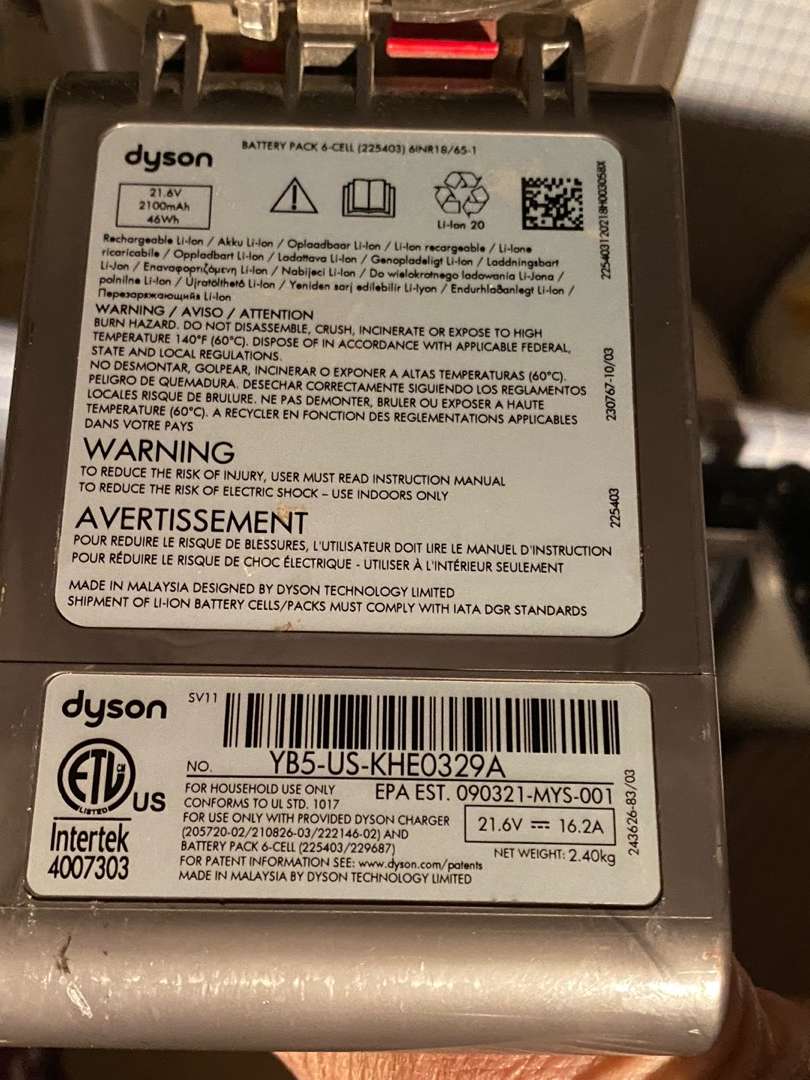 dyson
BATTERY PACK 6-CELL (225403) 6INR18/65-1
21.6V
2100mAh
46Wh
Li-Ion 20
225403120218H003058X
Rechargeable Li-Ion / Akku Li-Ion / Oplaadbaar Li-Ion / Li-Ion recargeable / Li-Ione
ricaricabile / Oppladbart Li-Ion / Ladattava Li-Ion / Genopladeligt Li-Ion / Laddningsbart
Li-Jon / Επαναφορτιζόμενη Li-Ion / Nabíjecí Li-Ion / Do wielokrotnego ladowania Li-Jona /
polnilna Li-Ion / Újratölthető Li-Ion / Yeniden sarj edilebilir Li-Iyon / Endurhlaðanlegt Li-Ion /
Перезаряжающийя Li-Ion
WARNING / AVISO / ATTENTION
BURN HAZARD. DO NOT DISASSEMBLE, CRUSH, INCINERATE OR EXPOSE TO HIGH
TEMPERATURE 140°F (60°C). DISPOSE OF IN ACCORDANCE WITH APPLICABLE FEDERAL,
STATE AND LOCAL REGULATIONS.
NO DESMONTAR, GOLPEAR, INCINERAR O EXPONER A ALTAS TEMPERATURAS (60°C).
PELIGRO DE QUEMADURA. DESECHAR CORRECTAMENTE SIGUIENDO LOS REGLAMENTOS
LOCALES RISQUE DE BRULURE. NE PAS DEMONTER, BRULER OU EXPOSER A HAUTE
TEMPERATURE (60°C). A RECYCLER EN FONCTION DES REGLEMENTATIONS APPLICABLES
DANS VOTRE PAYS
230767-10/03
WARNING
TO REDUCE THE RISK OF INJURY, USER MUST READ INSTRUCTION MANUAL
TO REDUCE THE RISK OF ELECTRIC SHOCK – USE INDOORS ONLY
225403
AVERTISSEMENT
POUR REDUIRE LE RISQUE DE BLESSURES, L'UTILISATEUR DOIT LIRE LE MANUEL D'INSTRUCTION
POUR RÉDUIRE LE RISQUE DE CHOC ÉLECTRIQUE - UTILISER À L'INTÉRIEUR SEULEMENT
MADE IN MALAYSIA DESIGNED BY DYSON TECHNOLOGY LIMITED
SHIPMENT OF LI-ION BATTERY CELLS/PACKS MUST COMPLY WITH IATA DGR STANDARDS
dyson
SV11
NO. YB5-US-KHE0329A
ETL CM
LISTED
US
Intertek
4007303
FOR HOUSEHOLD USE ONLY
CONFORMS TO UL STD. 1017
FOR USE ONLY WITH PROVIDED DYSON CHARGER
(205720-02/210826-03/222146-02) AND
BATTERY PACK 6-CELL (225403/229687)
FOR PATENT INFORMATION SEE: www.dyson.com/patents
MADE IN MALAYSIA BY DYSON TECHNOLOGY LIMITED
EPA EST. 090321-MYS-001
21.6V ⎓ 16.2A
NET WEIGHT: 2.40kg
243626-83/03